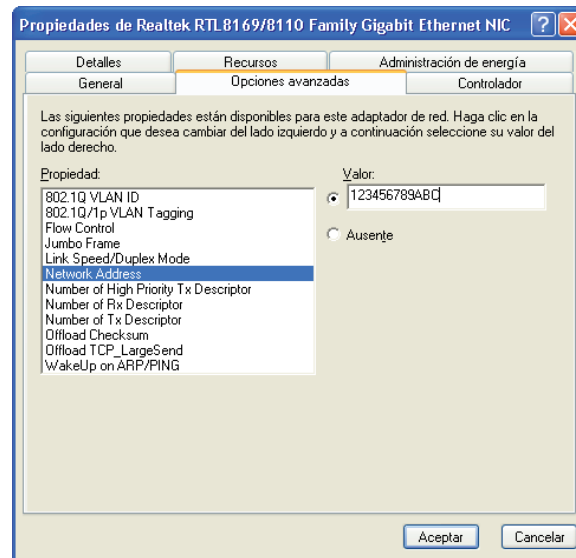 Propiedades de Realtek RTL8169/8110 Family Gigabit Ethernet NIC
Detalles Recursos Administración de energía
General Opciones avanzadas Controlador
Las siguientes propiedades están disponibles para este adaptador de red. Haga clic en la
configuración que desea cambiar del lado izquierdo y a continuación seleccione su valor del
lado derecho.
Propiedad: Valor:
802.1Q VLAN ID
802.1Q/1p VLAN Tagging
Flow Control
Jumbo Frame
Link Speed/Duplex Mode
Network Address
Number of High Priority Tx Descriptor
Number of Rx Descriptor
Number of Tx Descriptor
Offload Checksum
Offload TCP_LargeSend
WakeUp on ARP/PING
123456789ABC
Ausente
Aceptar Cancelar